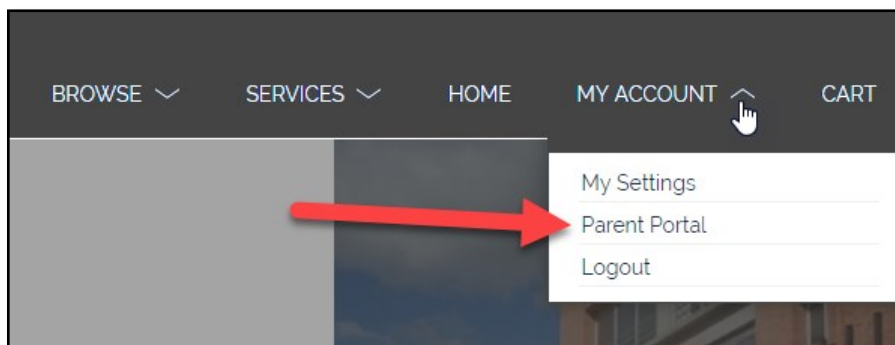 BROWSE SERVICES HOME MY ACCOUNT CART
My Settings
Parent Portal
Logout